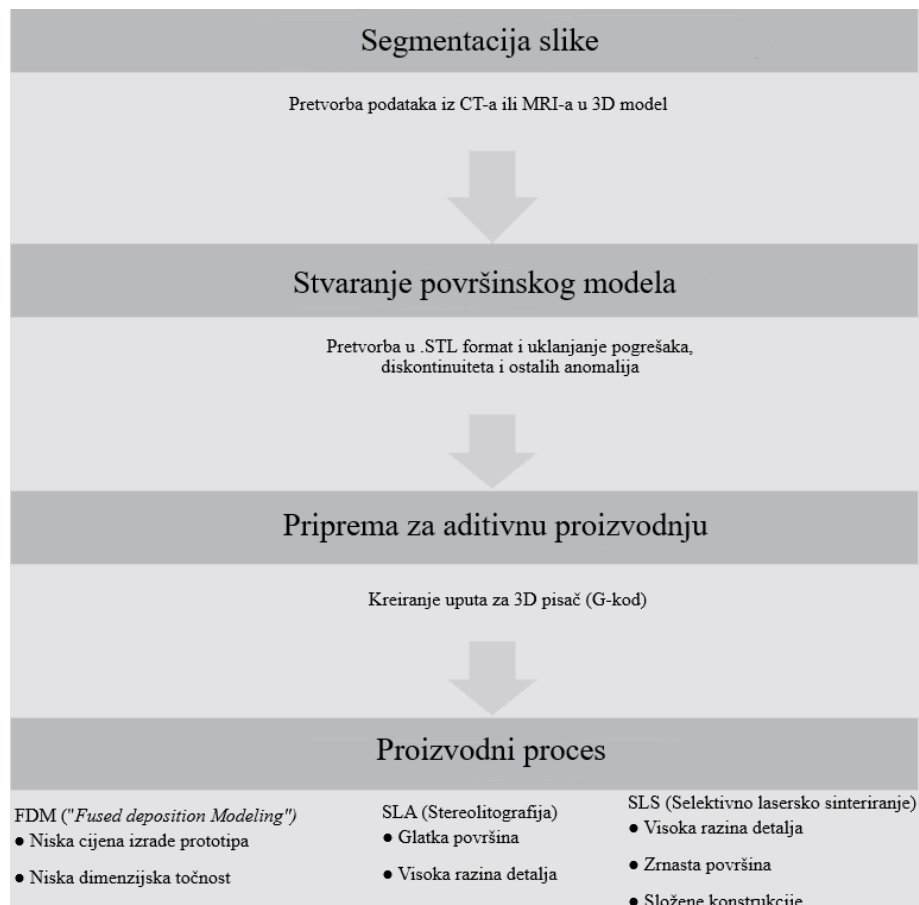 Segmentacija slike
Pretvorba podataka iz CT-a ili MRI-a u 3D model
Stvaranje površinskog modela
Pretvorba u .STL format i uklanjanje pogrešaka,
diskontinuiteta i ostalih anomalija
Priprema za aditivnu proizvodnju
Kreiranje uputa za 3D pisač (G-kod)
Proizvodni proces
FDM ("Fused deposition Modeling")
● Niska cijena izrade prototipa
● Niska dimenzijska točnost
SLA (Stereolitografija)
● Glatka površina
● Visoka razina detalja
SLS (Selektivno lasersko sinteriranje)
● Visoka razina detalja
● Zrnasta površina
● Složene konstrukcije